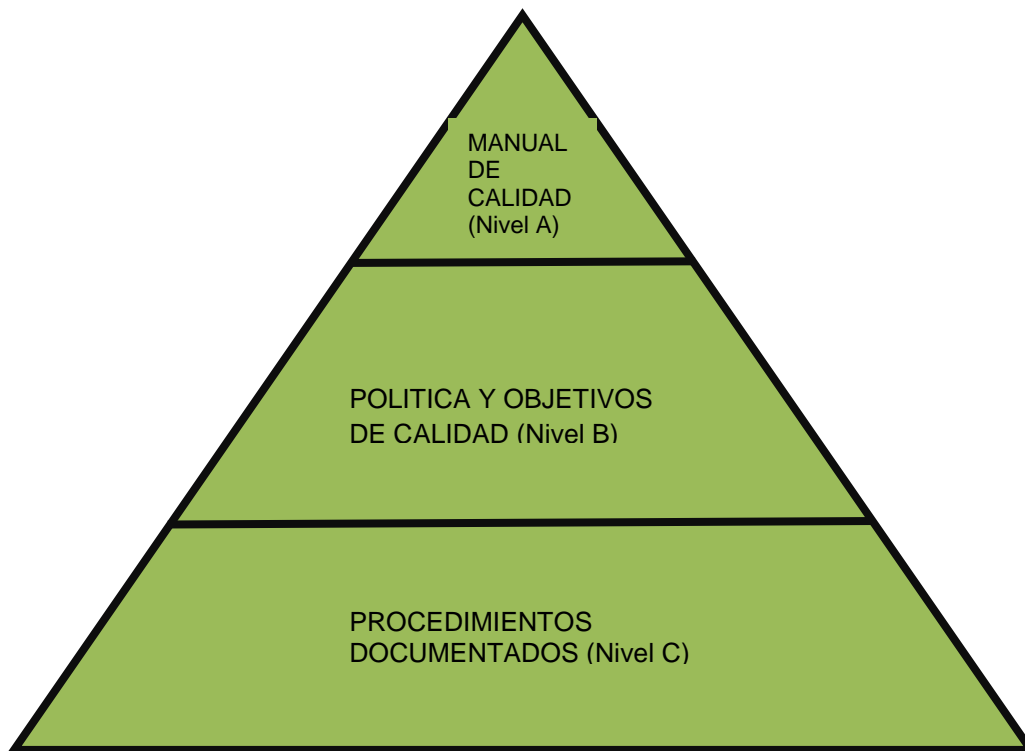 MANUAL
DE
CALIDAD
(Nivel A)
POLITICA Y OBJETIVOS
DE CALIDAD (Nivel B)
PROCEDIMIENTOS
DOCUMENTADOS (Nivel C)